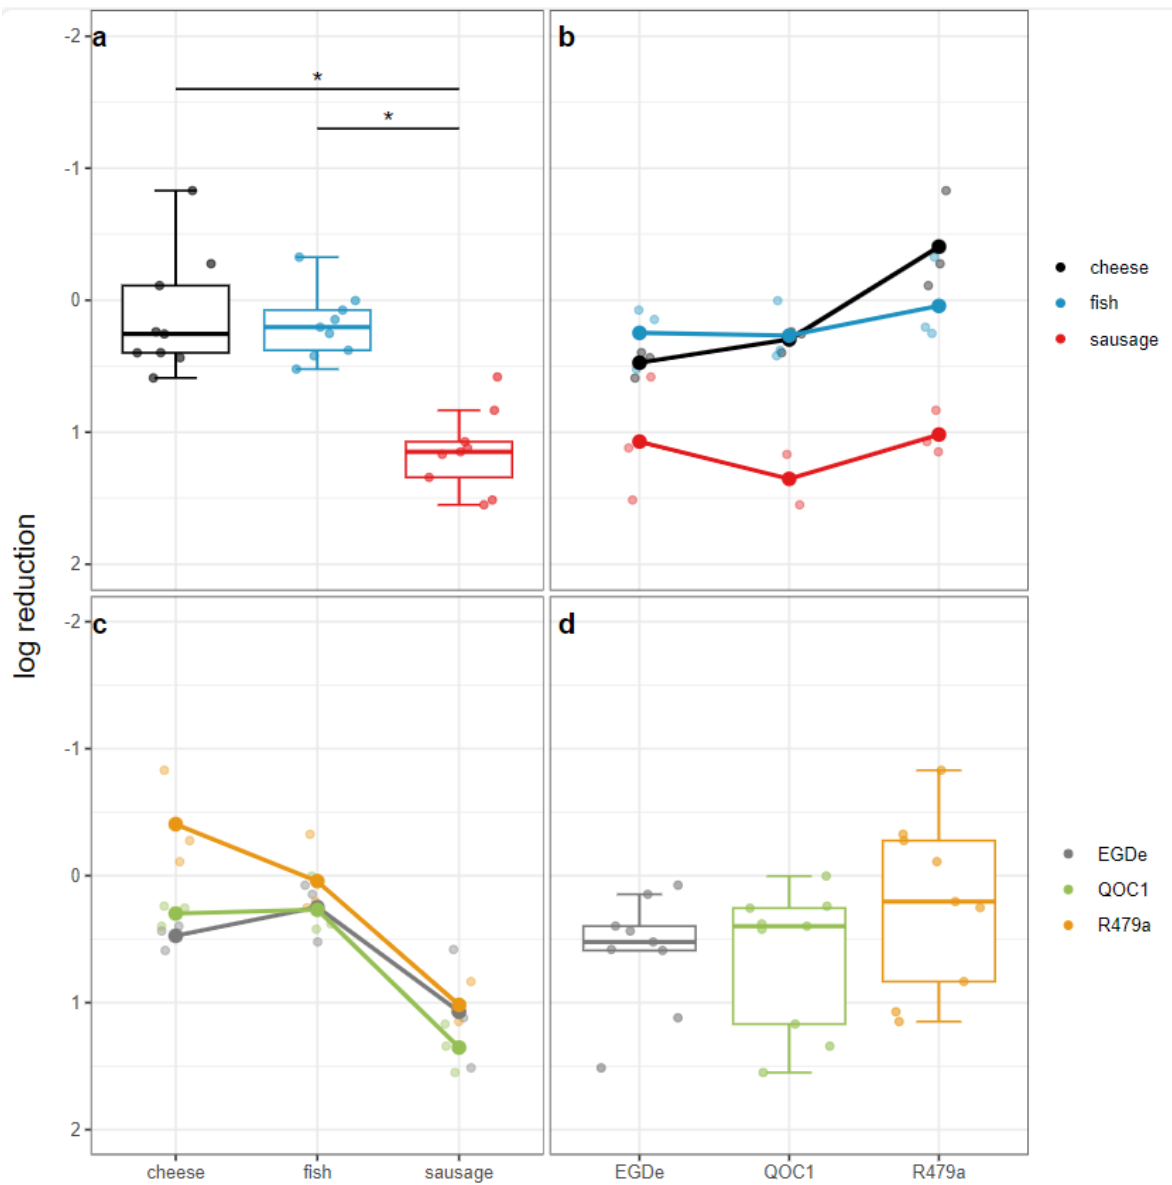 a
b
-2
-1
0
1
2
*
*
cheese
fish
sausage
log reduction
c
d
-2
-1
0
1
2
EGDe
QOC1
R479a
cheese
fish
sausage
EGDe
QOC1
R479a